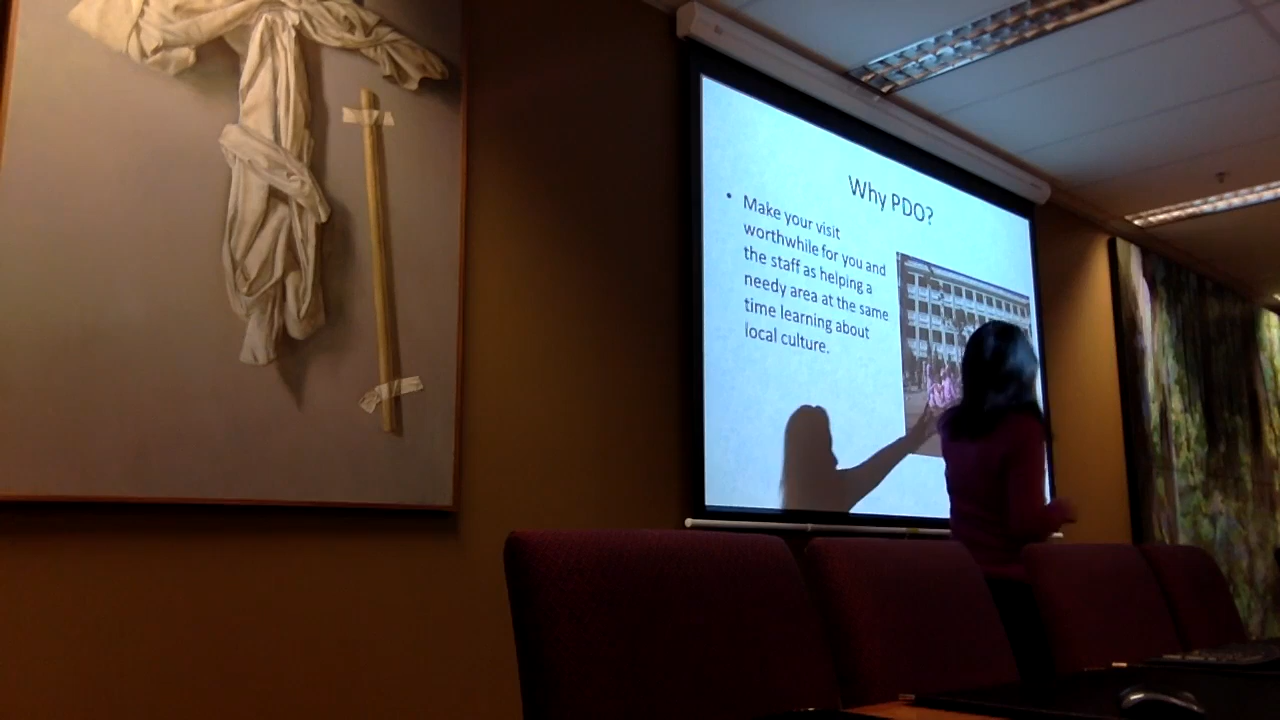 Why PDO?
• Make your visit
worthwhile for you and
the staff as helping a
needy area at the same
time learning about
local culture.